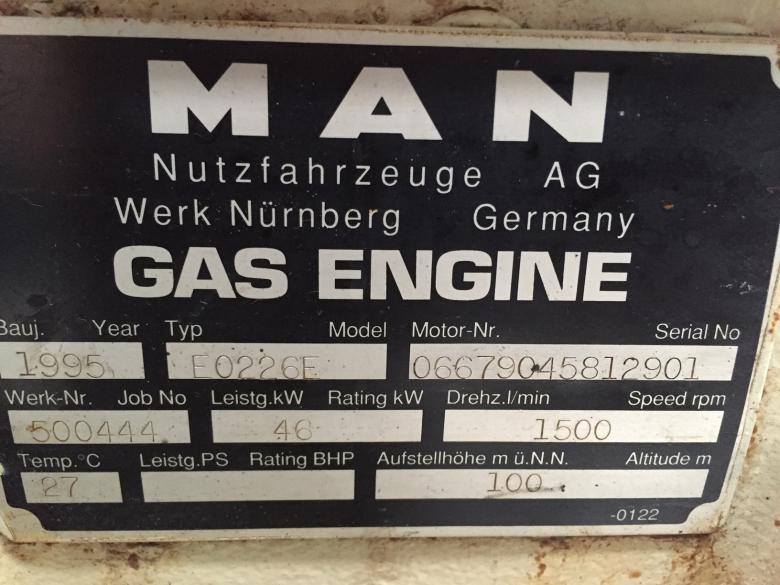 MAN
Nutzfahrzeuge AG
Werk Nürnberg Germany
GAS ENGINE
Bauj. Year Typ Model Motor-Nr. Serial No
1995 E0226E 06679045812901
Werk-Nr. Job No Leistg.kW Rating kW Drehz.l/min Speed rpm
500444 46 1500
Temp.°C Leistg.PS Rating BHP Aufstellhöhe m ü.N.N. Altitude m
27 100
-0122